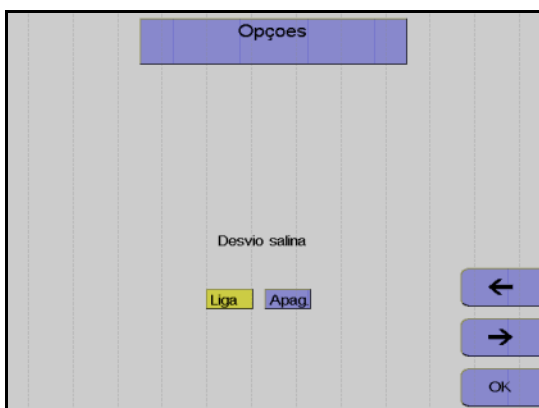 Opçoes
Desvio salina
Liga Apag.
←
→
OK